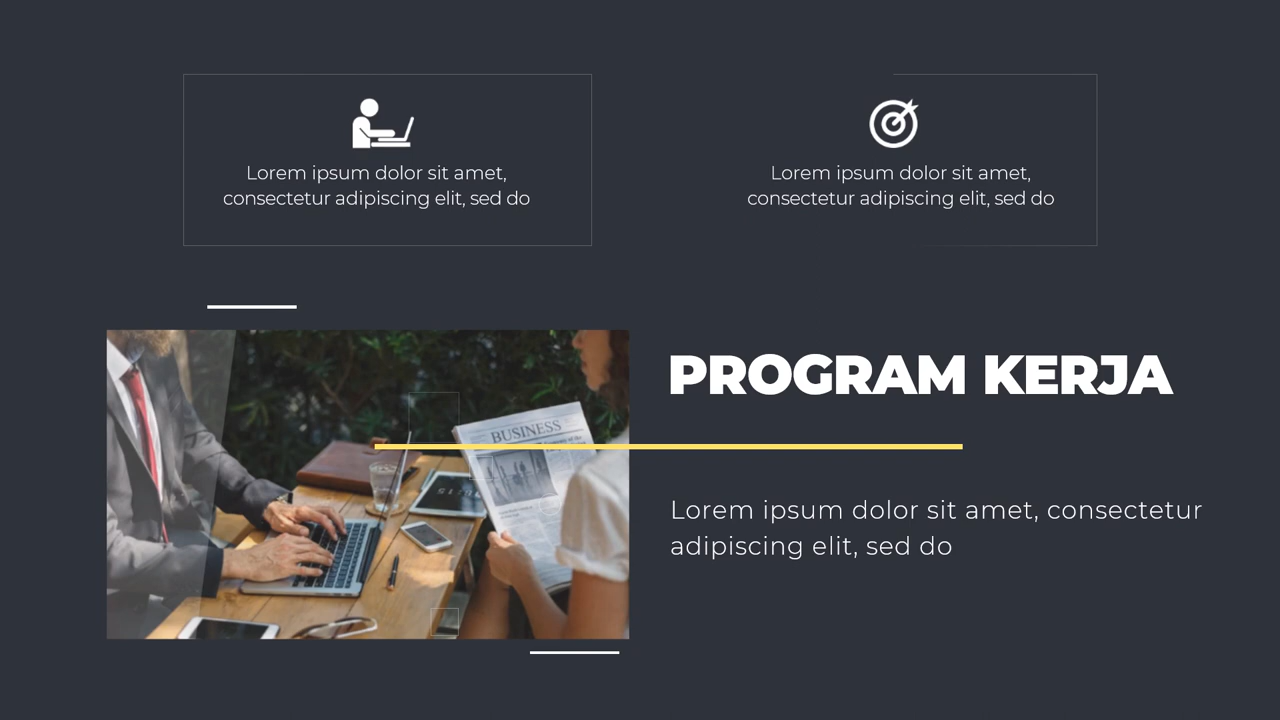 Lorem ipsum dolor sit amet,
consectetur adipiscing elit, sed do
Lorem ipsum dolor sit amet,
consectetur adipiscing elit, sed do
PROGRAM KERJA
BUSINESS
Lorem ipsum dolor sit amet, consectetur
adipiscing elit, sed do